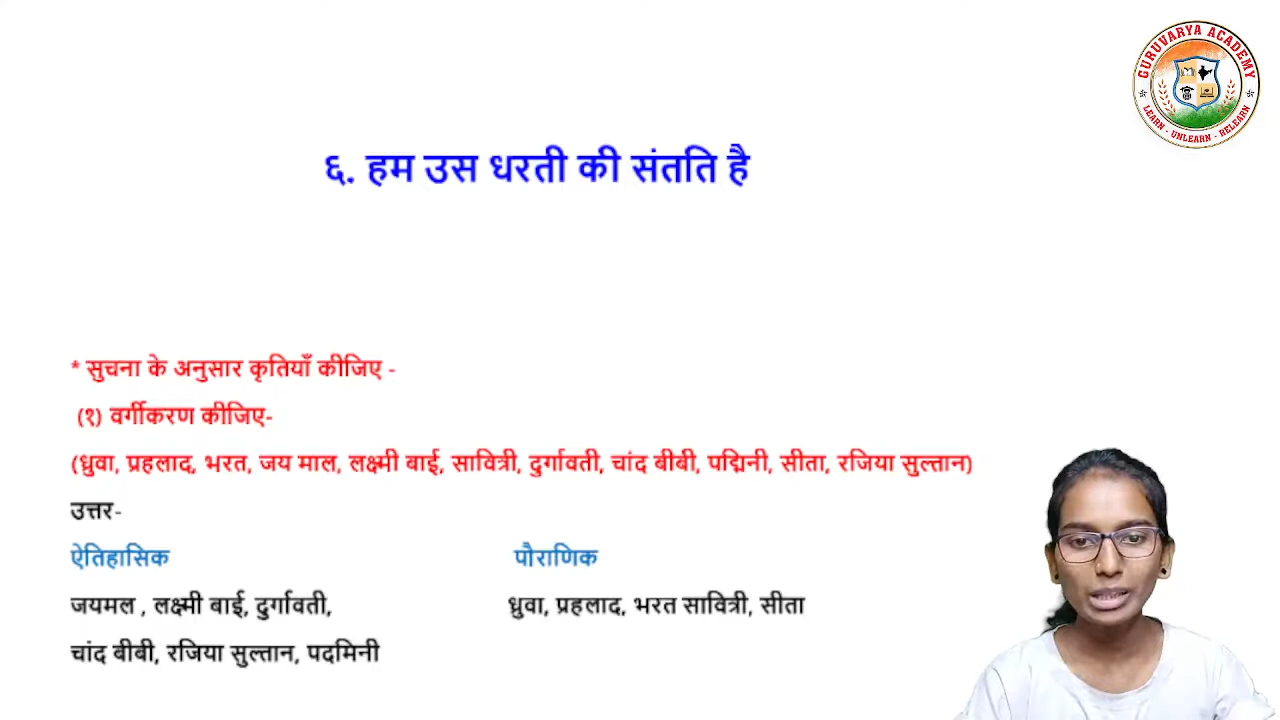 GURUVARYA ACADEMY
LEARN - UNLEARN - RELEARN
६. हम उस धरती की संतति है
* सुचना के अनुसार कृतियाँ कीजिए -
(१) वर्गीकरण कीजिए-
(ध्रुवा, प्रहलाद, भरत, जय माल, लक्ष्मी बाई, सावित्री, दुर्गावती, चांद बीबी, पद्मिनी, सीता, रजिया सुल्तान)
उत्तर-
ऐतिहासिक पौराणिक
जयमल , लक्ष्मी बाई, दुर्गावती, ध्रुवा, प्रहलाद, भरत सावित्री, सीता
चांद बीबी, रजिया सुल्तान, पदमिनी